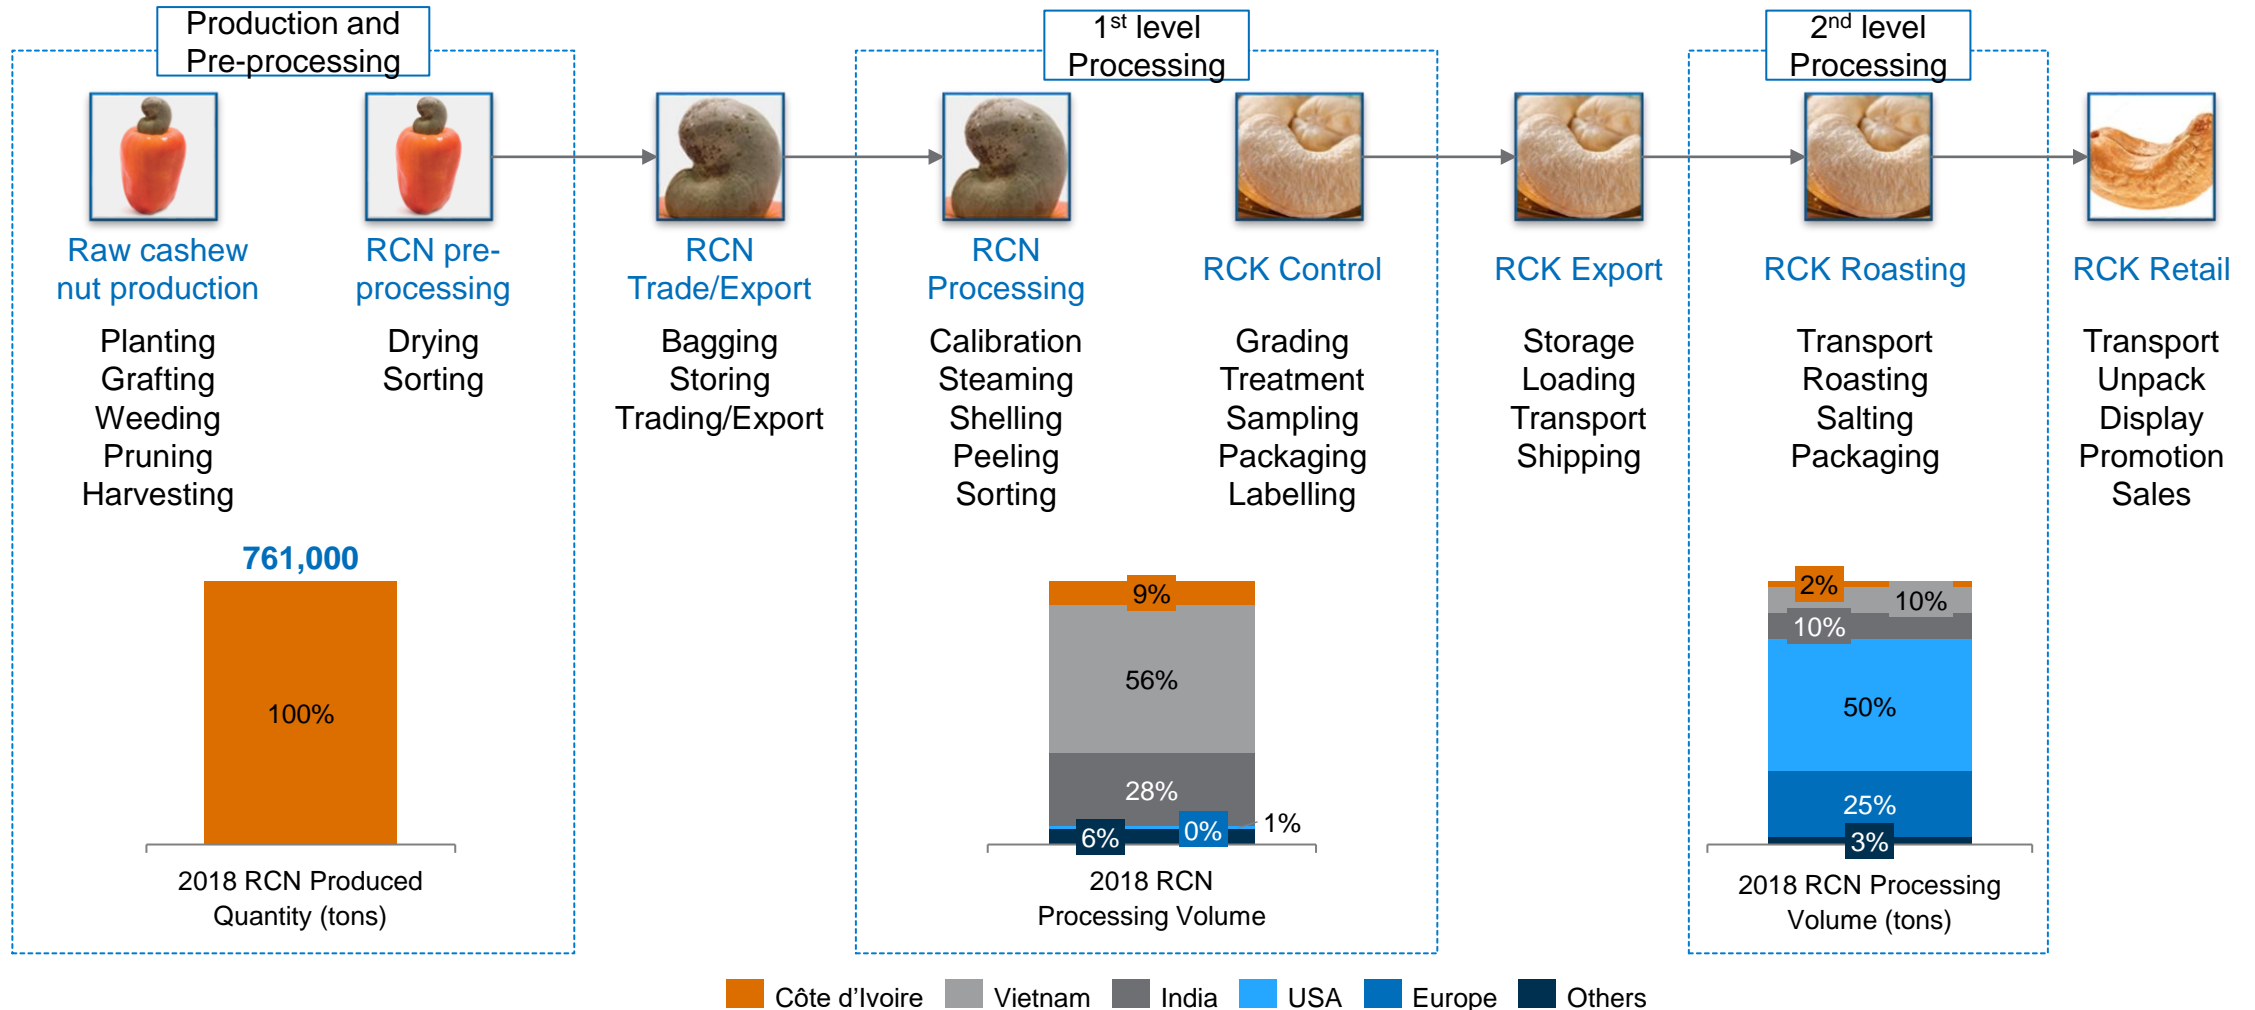 Production and
Pre-processing
1st level
Processing
2nd level
Processing
Raw cashew
nut production
RCN pre-
processing
RCN
Trade/Export
RCN
Processing
RCK Control
RCK Export
RCK Roasting
RCK Retail
Planting
Grafting
Weeding
Pruning
Harvesting
Drying
Sorting
Bagging
Storing
Trading/Export
Calibration
Steaming
Shelling
Peeling
Sorting
Grading
Treatment
Sampling
Packaging
Labelling
Storage
Loading
Transport
Shipping
Transport
Roasting
Salting
Packaging
Transport
Unpack
Display
Promotion
Sales
761,000
100%
2018 RCN Produced
Quantity (tons)
9%
56%
28%
1%
0%
6%
2018 RCN
Processing Volume
2%
10%
10%
50%
25%
3%
2018 RCN Processing
Volume (tons)
Côte d’Ivoire
Vietnam
India
USA
Europe
Others